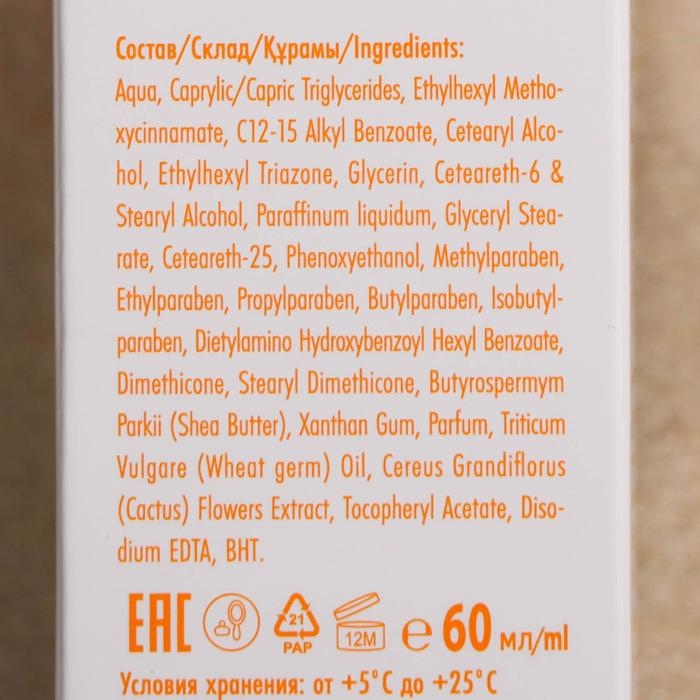 Состав/Склад/Құрамы/Ingredients:
Aqua, Caprylic/Capric Triglycerides, Ethylhexyl Metho-
xycinnamate, C12-15 Alkyl Benzoate, Cetearyl Alco-
hol, Ethylhexyl Triazone, Glycerin, Ceteareth-6 &
Stearyl Alcohol, Paraffinum liquidum, Glyceryl Stea-
rate, Ceteareth-25, Phenoxyethanol, Methylparaben,
Ethylparaben, Propylparaben, Butylparaben, Isobutyl-
paraben, Dietylamino Hydroxybenzoyl Hexyl Benzoate,
Dimethicone, Stearyl Dimethicone, Butyrospermym
Parkii (Shea Butter), Xanthan Gum, Parfum, Triticum
Vulgare (Wheat germ) Oil, Cereus Grandiflorus
(Cactus) Flowers Extract, Tocopheryl Acetate, Diso-
dium EDTA, BHT.
EAC 21 PAP 12M e 60 мл/ml
Условия хранения: от +5°C до +25°C